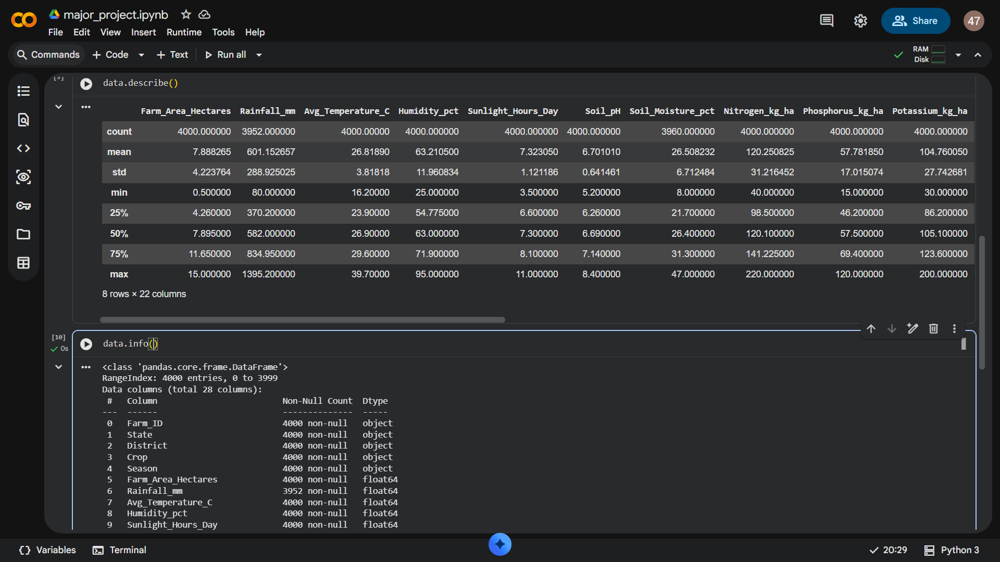 major_project.ipynb
File Edit View Insert Runtime Tools Help
Share
47
Commands + Code + Text Run all
RAM
Disk
data.describe()
Farm_Area_Hectares Rainfall_mm Avg_Temperature_C Humidity_pct Sunlight_Hours_Day Soil_pH Soil_Moisture_pct Nitrogen_kg_ha Phosphorus_kg_ha Potassium_kg_ha
count 4000.000000 3952.000000 4000.00000 4000.000000 4000.000000 4000.000000 3960.000000 4000.000000 4000.000000 4000.000000
mean 7.888265 601.152657 26.81890 63.210500 7.323050 6.701010 26.508232 120.250825 57.781850 104.760050
std 4.223764 288.925025 3.81818 11.960834 1.121186 0.641461 6.712484 31.216452 17.015074 27.742681
min 0.500000 80.000000 16.20000 25.000000 3.500000 5.200000 8.000000 40.000000 15.000000 30.000000
25% 4.260000 370.200000 23.90000 54.775000 6.600000 6.260000 21.700000 98.500000 46.200000 86.200000
50% 7.895000 582.000000 26.90000 63.000000 7.300000 6.690000 26.400000 120.100000 57.500000 105.100000
75% 11.650000 834.950000 29.60000 71.900000 8.100000 7.140000 31.300000 141.225000 69.400000 123.600000
max 15.000000 1395.200000 39.70000 95.000000 11.000000 8.400000 47.000000 220.000000 120.000000 200.000000
8 rows × 22 columns
[10]
0s
data.info()
<class 'pandas.core.frame.DataFrame'>
RangeIndex: 4000 entries, 0 to 3999
Data columns (total 28 columns):
# Column Non-Null Count Dtype
--- ------ -------------- -----
0 Farm_ID 4000 non-null object
1 State 4000 non-null object
2 District 4000 non-null object
3 Crop 4000 non-null object
4 Season 4000 non-null object
5 Farm_Area_Hectares 4000 non-null float64
6 Rainfall_mm 3952 non-null float64
7 Avg_Temperature_C 4000 non-null float64
8 Humidity_pct 4000 non-null float64
9 Sunlight_Hours_Day 4000 non-null float64
Variables Terminal
20:29 Python 3